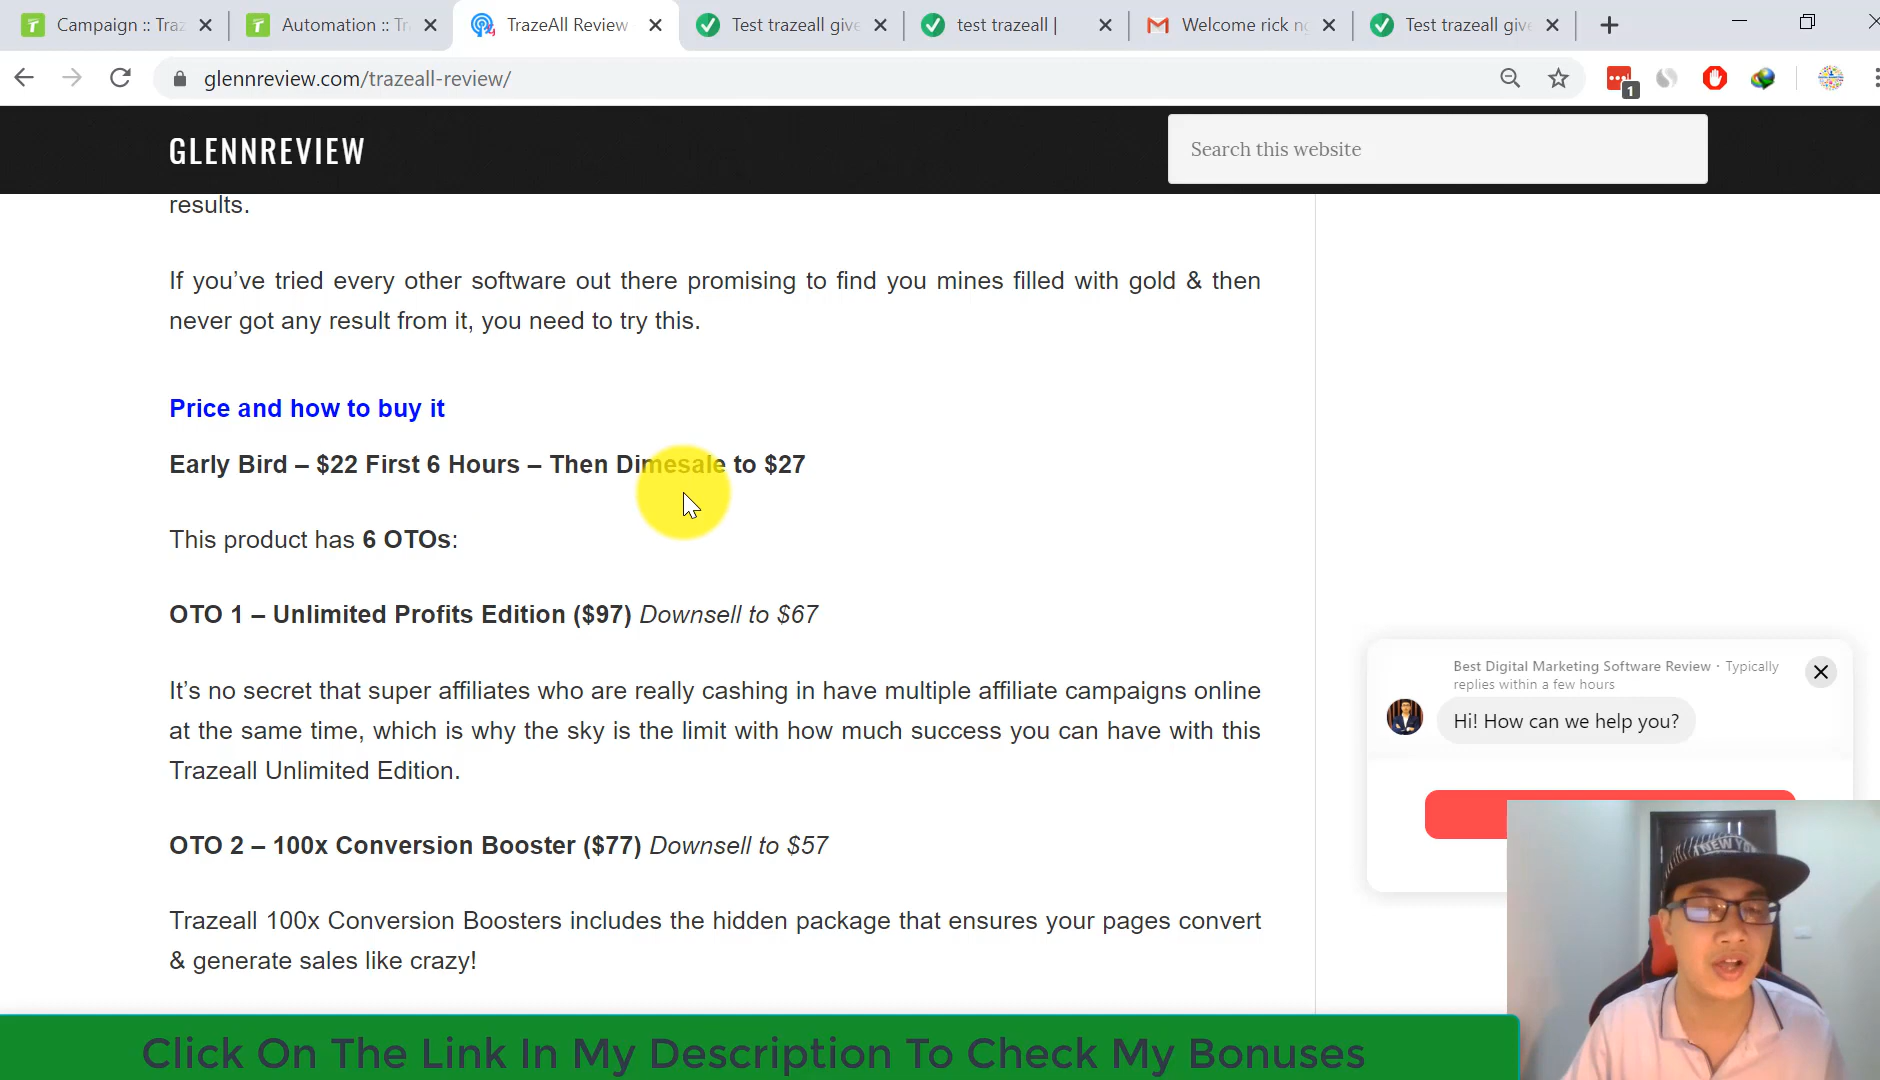 Campaign :: Traz
Automation :: Tr
TrazeAll Review
Test trazeall give
test trazeall |
Welcome rick ng
Test trazeall give
glennreview.com/trazeall-review/
1
GLENNREVIEW
Search this website
results.
If you’ve tried every other software out there promising to find you mines filled with gold & then
never got any result from it, you need to try this.
Price and how to buy it
Early Bird – $22 First 6 Hours – Then Dimesale to $27
This product has 6 OTOs:
OTO 1 – Unlimited Profits Edition ($97) Downsell to $67
It’s no secret that super affiliates who are really cashing in have multiple affiliate campaigns online
at the same time, which is why the sky is the limit with how much success you can have with this
Trazeall Unlimited Edition.
OTO 2 – 100x Conversion Booster ($77) Downsell to $57
Trazeall 100x Conversion Boosters includes the hidden package that ensures your pages convert
& generate sales like crazy!
Best Digital Marketing Software Review · Typically
replies within a few hours
Hi! How can we help you?
NEW YO
Click On The Link In My Description To Check My Bonuses